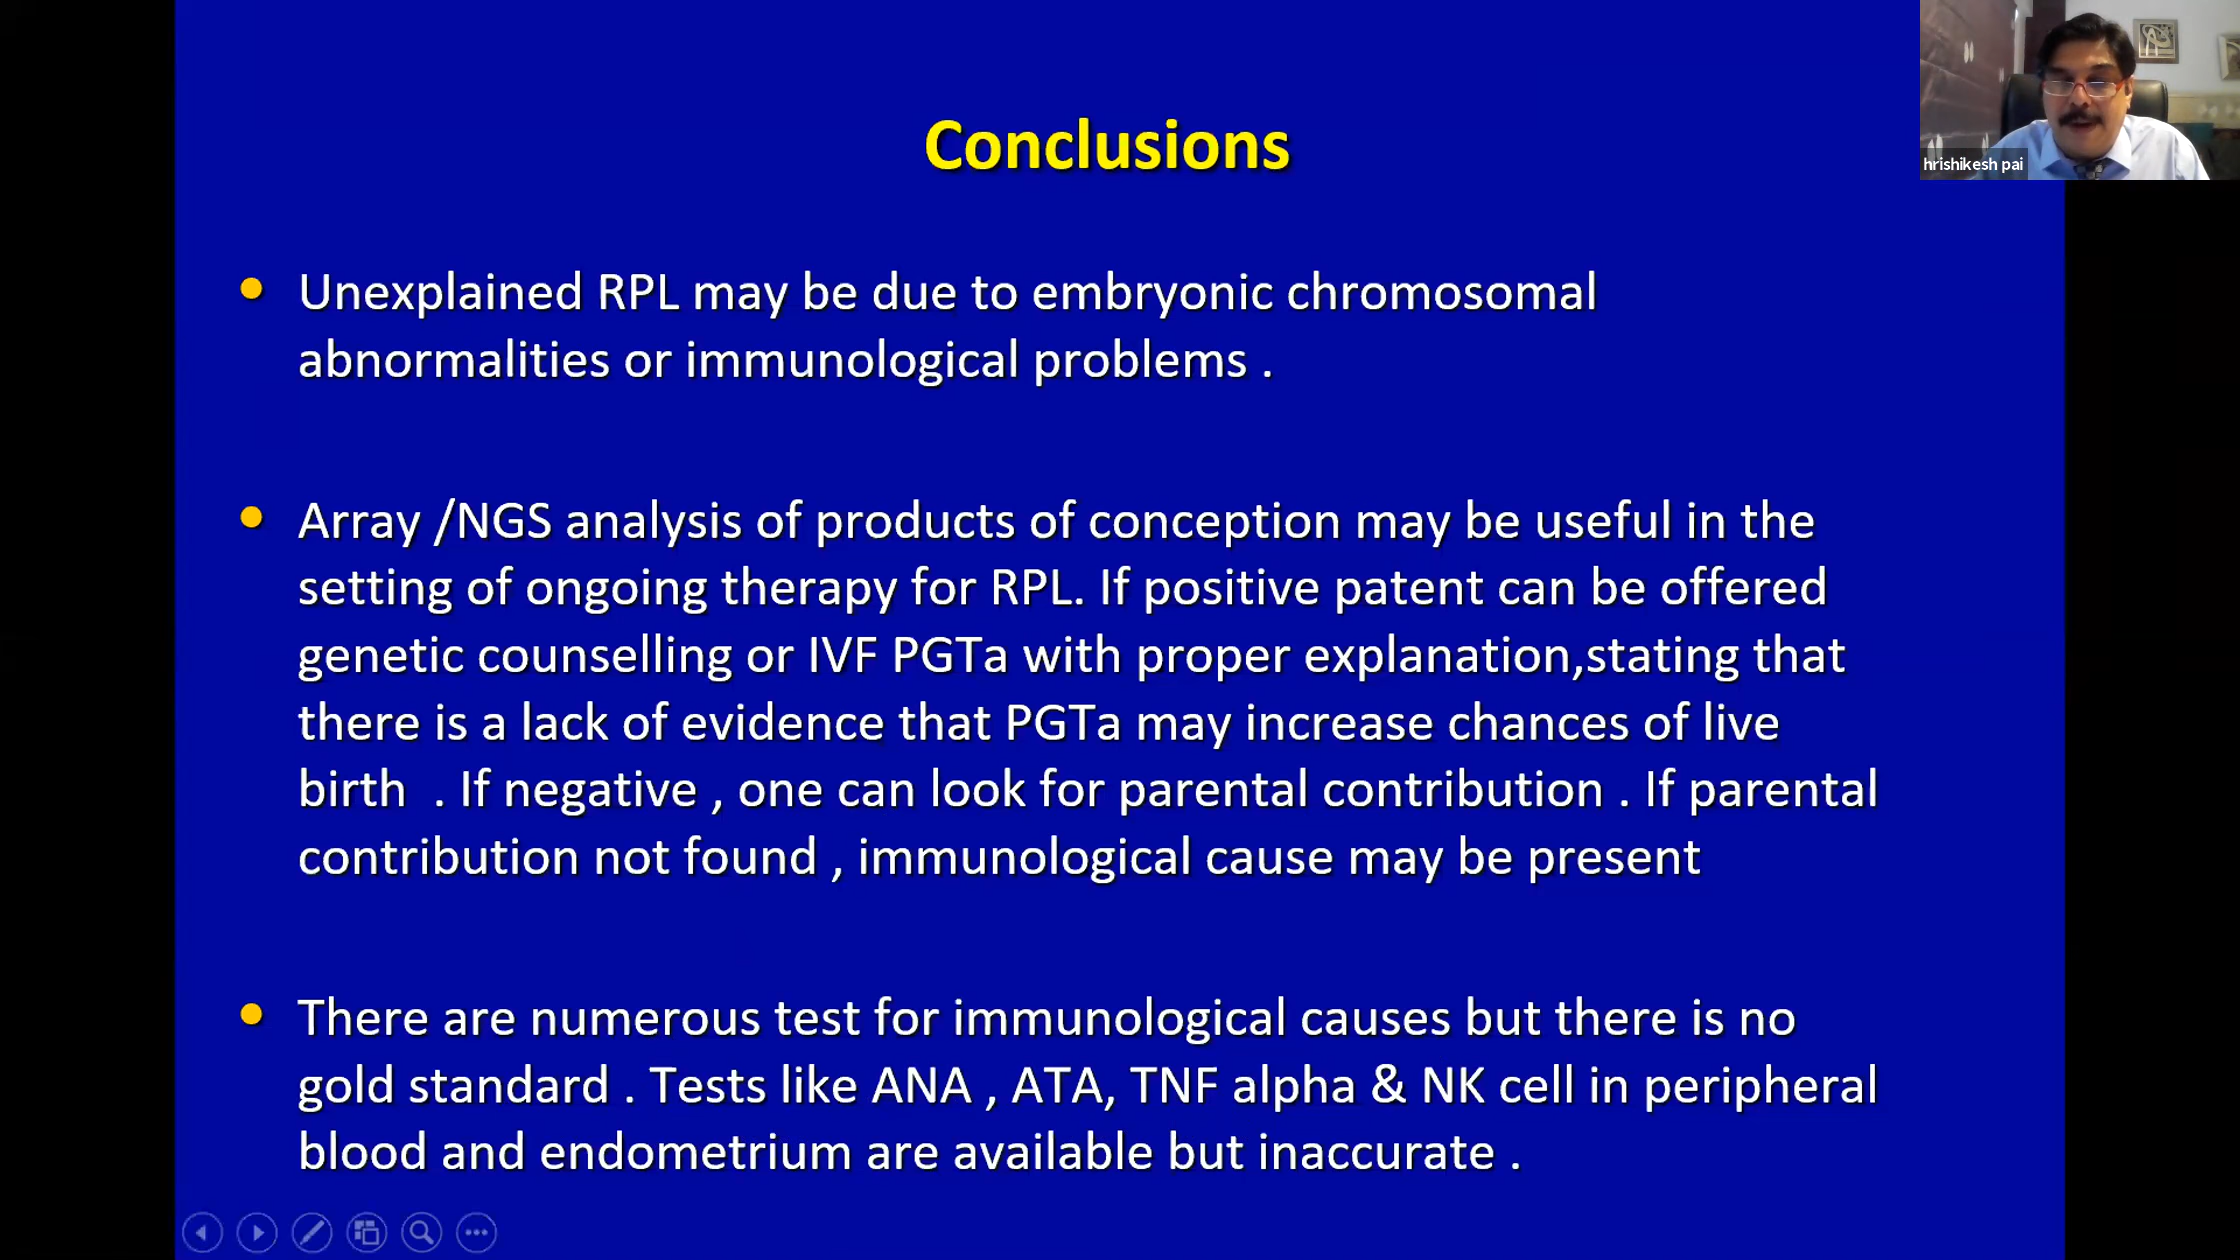 Conclusions
hrishikesh pai
Unexplained RPL may be due to embryonic chromosomal
abnormalities or immunological problems .
Array /NGS analysis of products of conception may be useful in the
setting of ongoing therapy for RPL. If positive patent can be offered
genetic counselling or IVF PGTa with proper explanation,stating that
there is a lack of evidence that PGTa may increase chances of live
birth  . If negative , one can look for parental contribution . If parental
contribution not found , immunological cause may be present
There are numerous test for immunological causes but there is no
gold standard . Tests like ANA , ATA, TNF alpha & NK cell in peripheral
blood and endometrium are available but inaccurate .